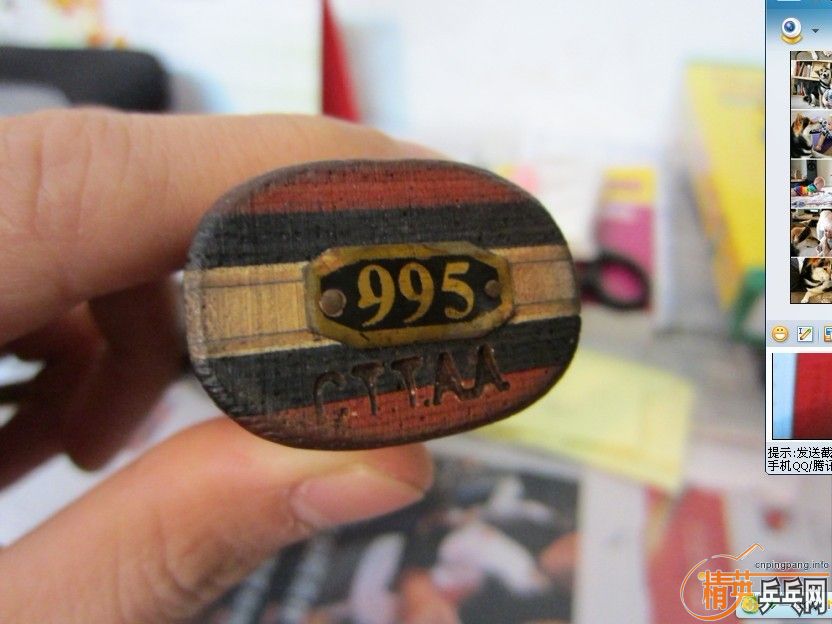 995
C.T.T.A.A.
提示:发送截
手机QQ/腾讯
cnpingpang.info
精英
乒乓网